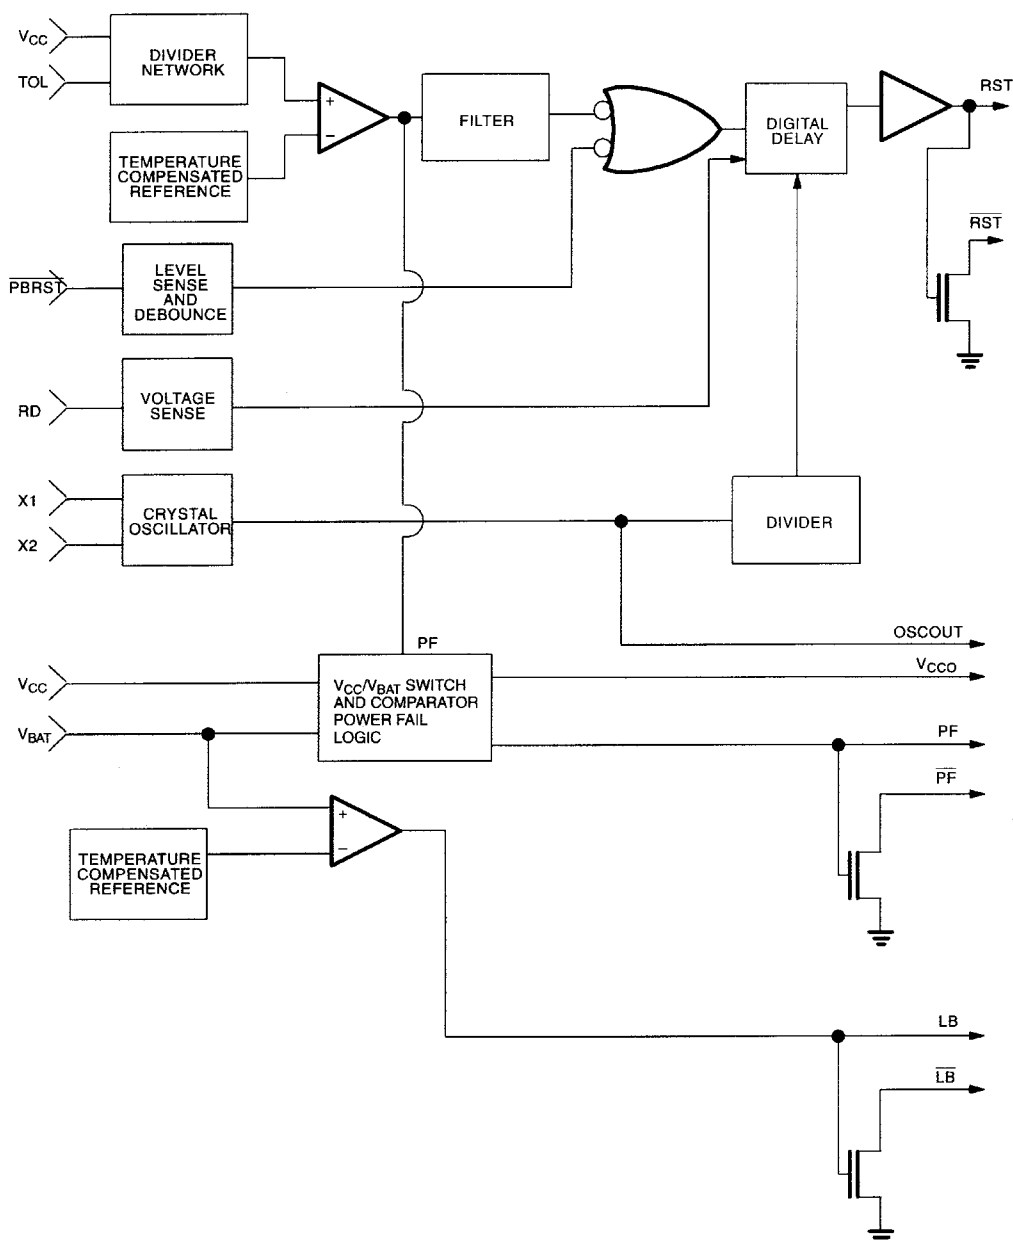 VCC
DIVIDER
NETWORK
TOL
+
−
TEMPERATURE
COMPENSATED
REFERENCE
FILTER
DIGITAL
DELAY
RST
RST
PBRST
LEVEL
SENSE
AND
DEBOUNCE
RD
VOLTAGE
SENSE
X1
X2
CRYSTAL
OSCILLATOR
DIVIDER
OSCOUT
PF
VCC
VBAT
VCC/VBAT SWITCH
AND COMPARATOR
POWER FAIL
LOGIC
VCCO
PF
PF
+
−
TEMPERATURE
COMPENSATED
REFERENCE
LB
LB